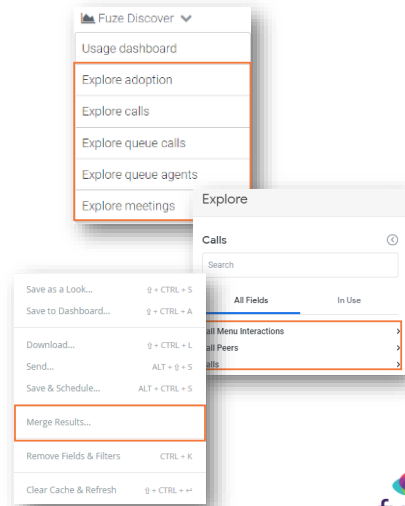 Fuze Discover
Usage dashboard
Explore adoption
Explore calls
Explore queue calls
Explore queue agents
Explore meetings
Explore
Calls
Search
All Fields In Use
all Menu Interactions
all Peers
alls
Save as a Look... ⇧ + CTRL + S
Save to Dashboard... ⇧ + CTRL + A
Download... ⇧ + CTRL + L
Send... ALT + ⇧ + S
Save & Schedule... ALT + CTRL + S
Merge Results...
Remove Fields & Filters CTRL + K
Clear Cache & Refresh ⇧ + CTRL + ↵